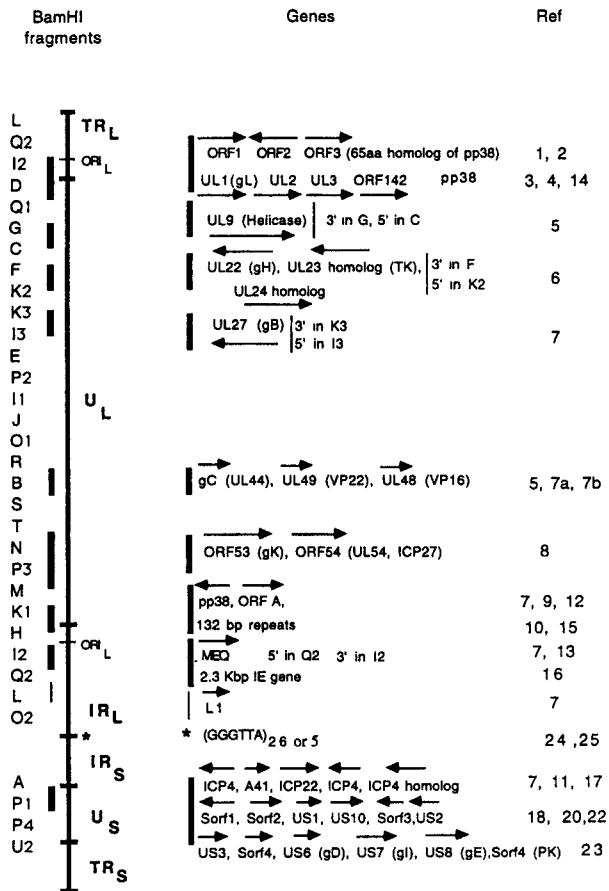 BamHI Genes Ref
fragments
L TRL
Q2 ORF1 ORF2 ORF3 (65aa homolog of pp38) 1, 2
I2 ORIL
D UL1(gL) UL2 UL3 ORF142 pp38 3, 4, 14
Q1
G UL9 (Helicase) 3' in G, 5' in C 5
C
F UL22 (gH), UL23 homolog (TK), 3' in F 6
K2 5' in K2
UL24 homolog
K3 UL27 (gB) 3' in K3 7
I3 5' in I3
E
P2
I1 UL
J
O1
R
B gC (UL44), UL49 (VP22), UL48 (VP16) 5, 7a, 7b
S
T
N ORF53 (gK), ORF54 (UL54, ICP27) 8
P3
M pp38, ORF A, 7, 9, 12
K1
H 132 bp repeats 10, 15
ORIL
I2 MEQ 5' in Q2 3' in I2 7, 13
Q2 2.3 Kbp IE gene 16
L L1 7
O2 IRL
* * (GGGTTA)26 or 5 24 ,25
IRS
A ICP4, A41, ICP22, ICP4, ICP4 homolog 7, 11, 17
P1
P4 US Sorf1, Sorf2, US1, US10, Sorf3,US2 18, 20,22
U2 US3, Sorf4, US6 (gD), US7 (gI), US8 (gE),Sorf4 (PK) 23
TRS